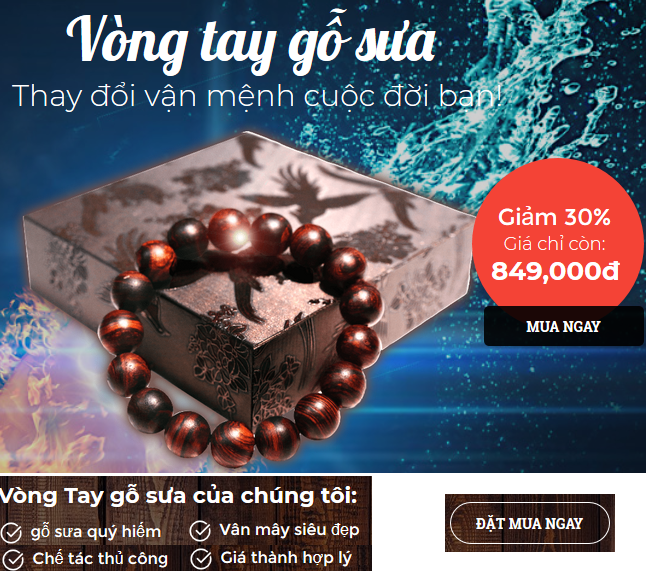 Vòng tay gỗ sưa
Thay đổi vận mệnh cuộc đời bạn!
Giảm 30%
Giá chỉ còn:
849,000đ
MUA NGAY
Vòng Tay gỗ sưa của chúng tôi:
gỗ sưa quý hiếm
Vân mây siêu đẹp
Chế tác thủ công
Giá thành hợp lý
ĐẶT MUA NGAY